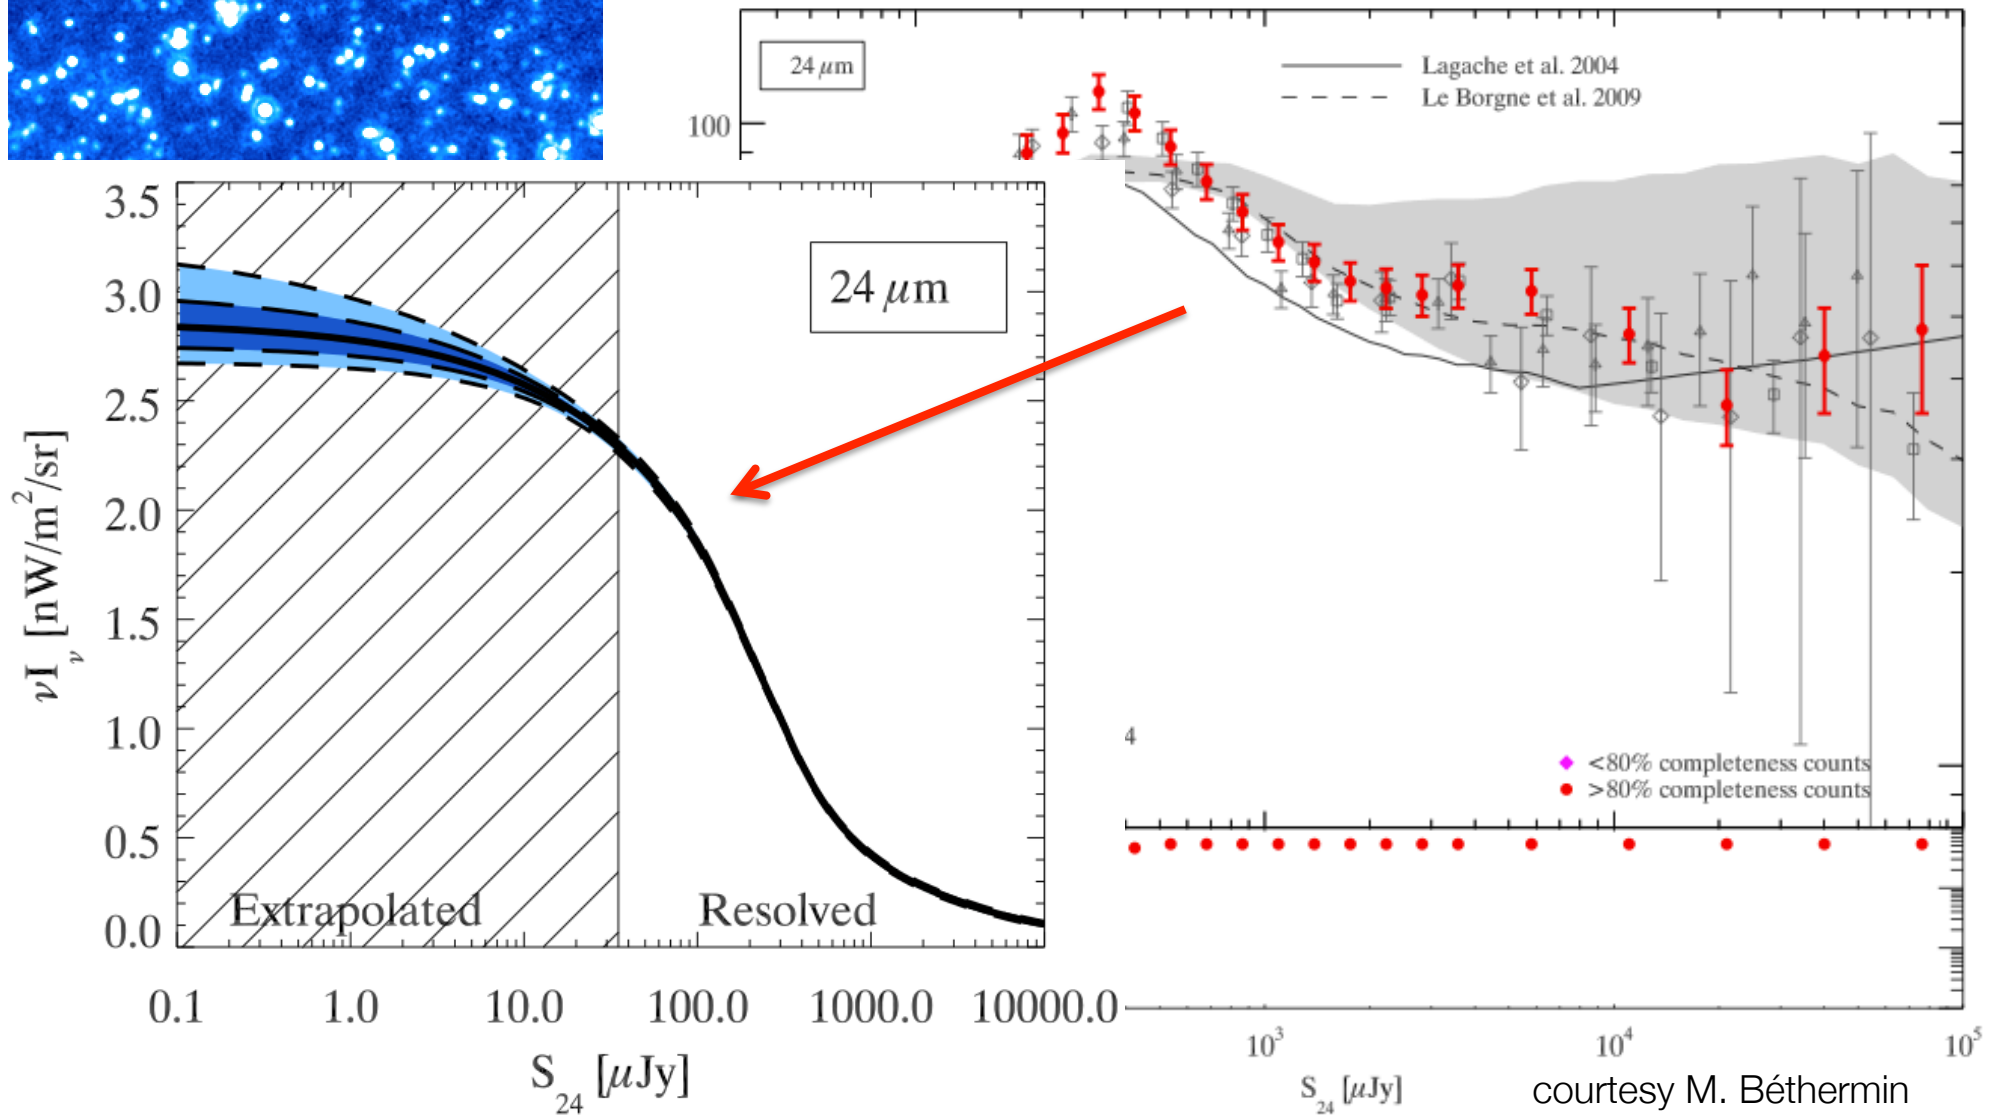 24 μm
Lagache et al. 2004
Le Borgne et al. 2009
100
3.5
3.0
2.5
2.0
1.5
1.0
0.5
0.0
νIν [nW/m²/sr]
24 μm
Extrapolated
Resolved
4
<80% completeness counts
>80% completeness counts
0.1 1.0 10.0 100.0 1000.0 10000.0
S24 [μJy]
10³ 10⁴ 10⁵
S24 [μJy]
courtesy M. Béthermin